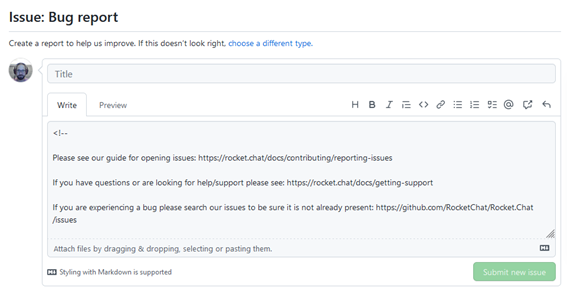 Issue: Bug report
Create a report to help us improve. If this doesn't look right, choose a different type.
Title
Write Preview
<!--
Please see our guide for opening issues: https://rocket.chat/docs/contributing/reporting-issues
If you have questions or are looking for help/support please see: https://rocket.chat/docs/getting-support
If you are experiencing a bug please search our issues to be sure it is not already present: https://github.com/RocketChat/Rocket.Chat
/issues
Attach files by dragging & dropping, selecting or pasting them.
Styling with Markdown is supported
Submit new issue